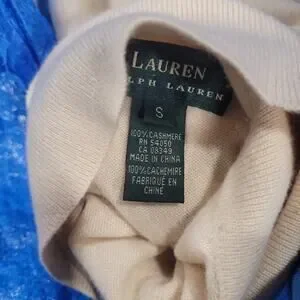 LAUREN
LPH LAUREN
S
100% CASHMERE
RN 54050
CA 08349
MADE IN CHINA
100% CACHEMIRE
FABRIQUÉ EN
CHINE